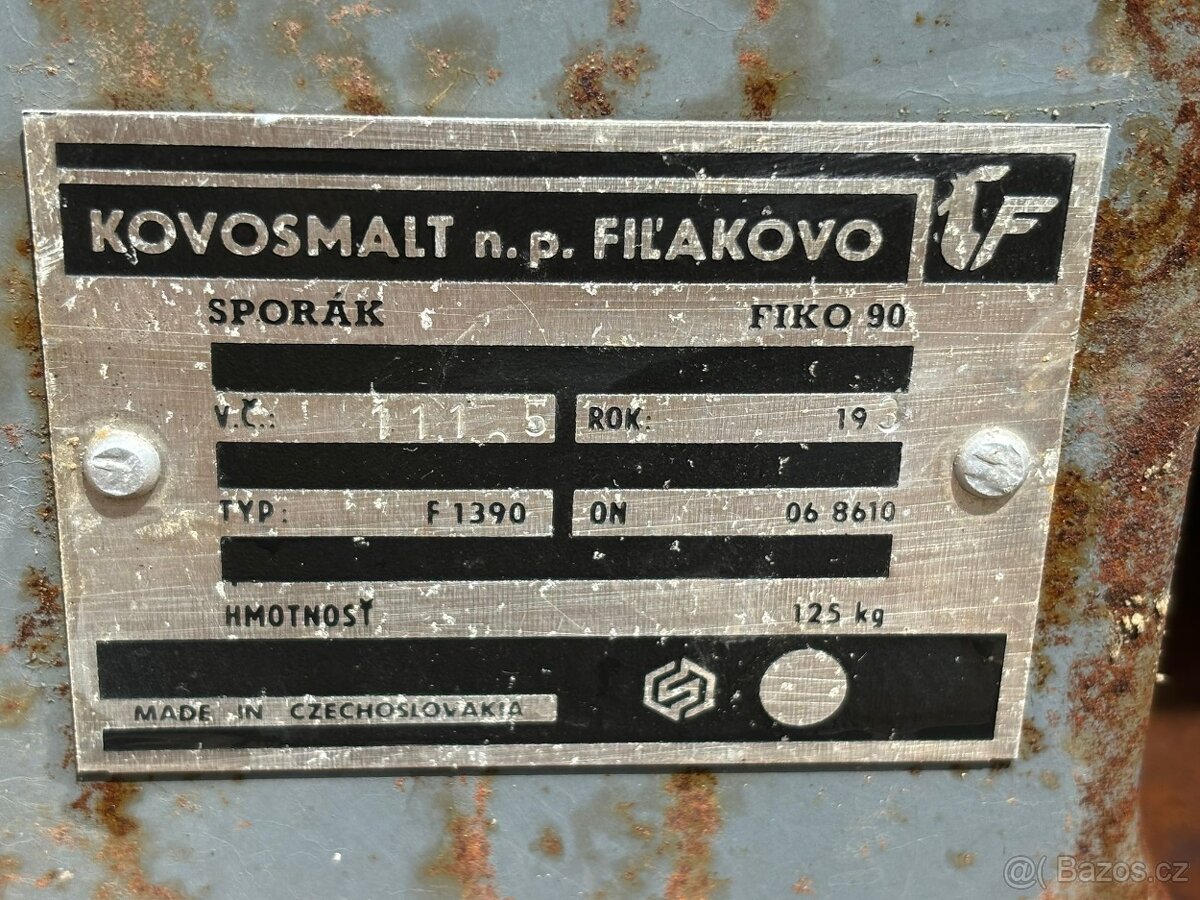 KOVOSMALT n.p. FIĽAKOVO
F
SPORÁK FIKO 90
V.Č.: ROK: 19
TYP: F 1390 ON 06 8610
HMOTNOSŤ 125 kg
MADE IN CZECHOSLOVAKIA
@( Bazos.cz